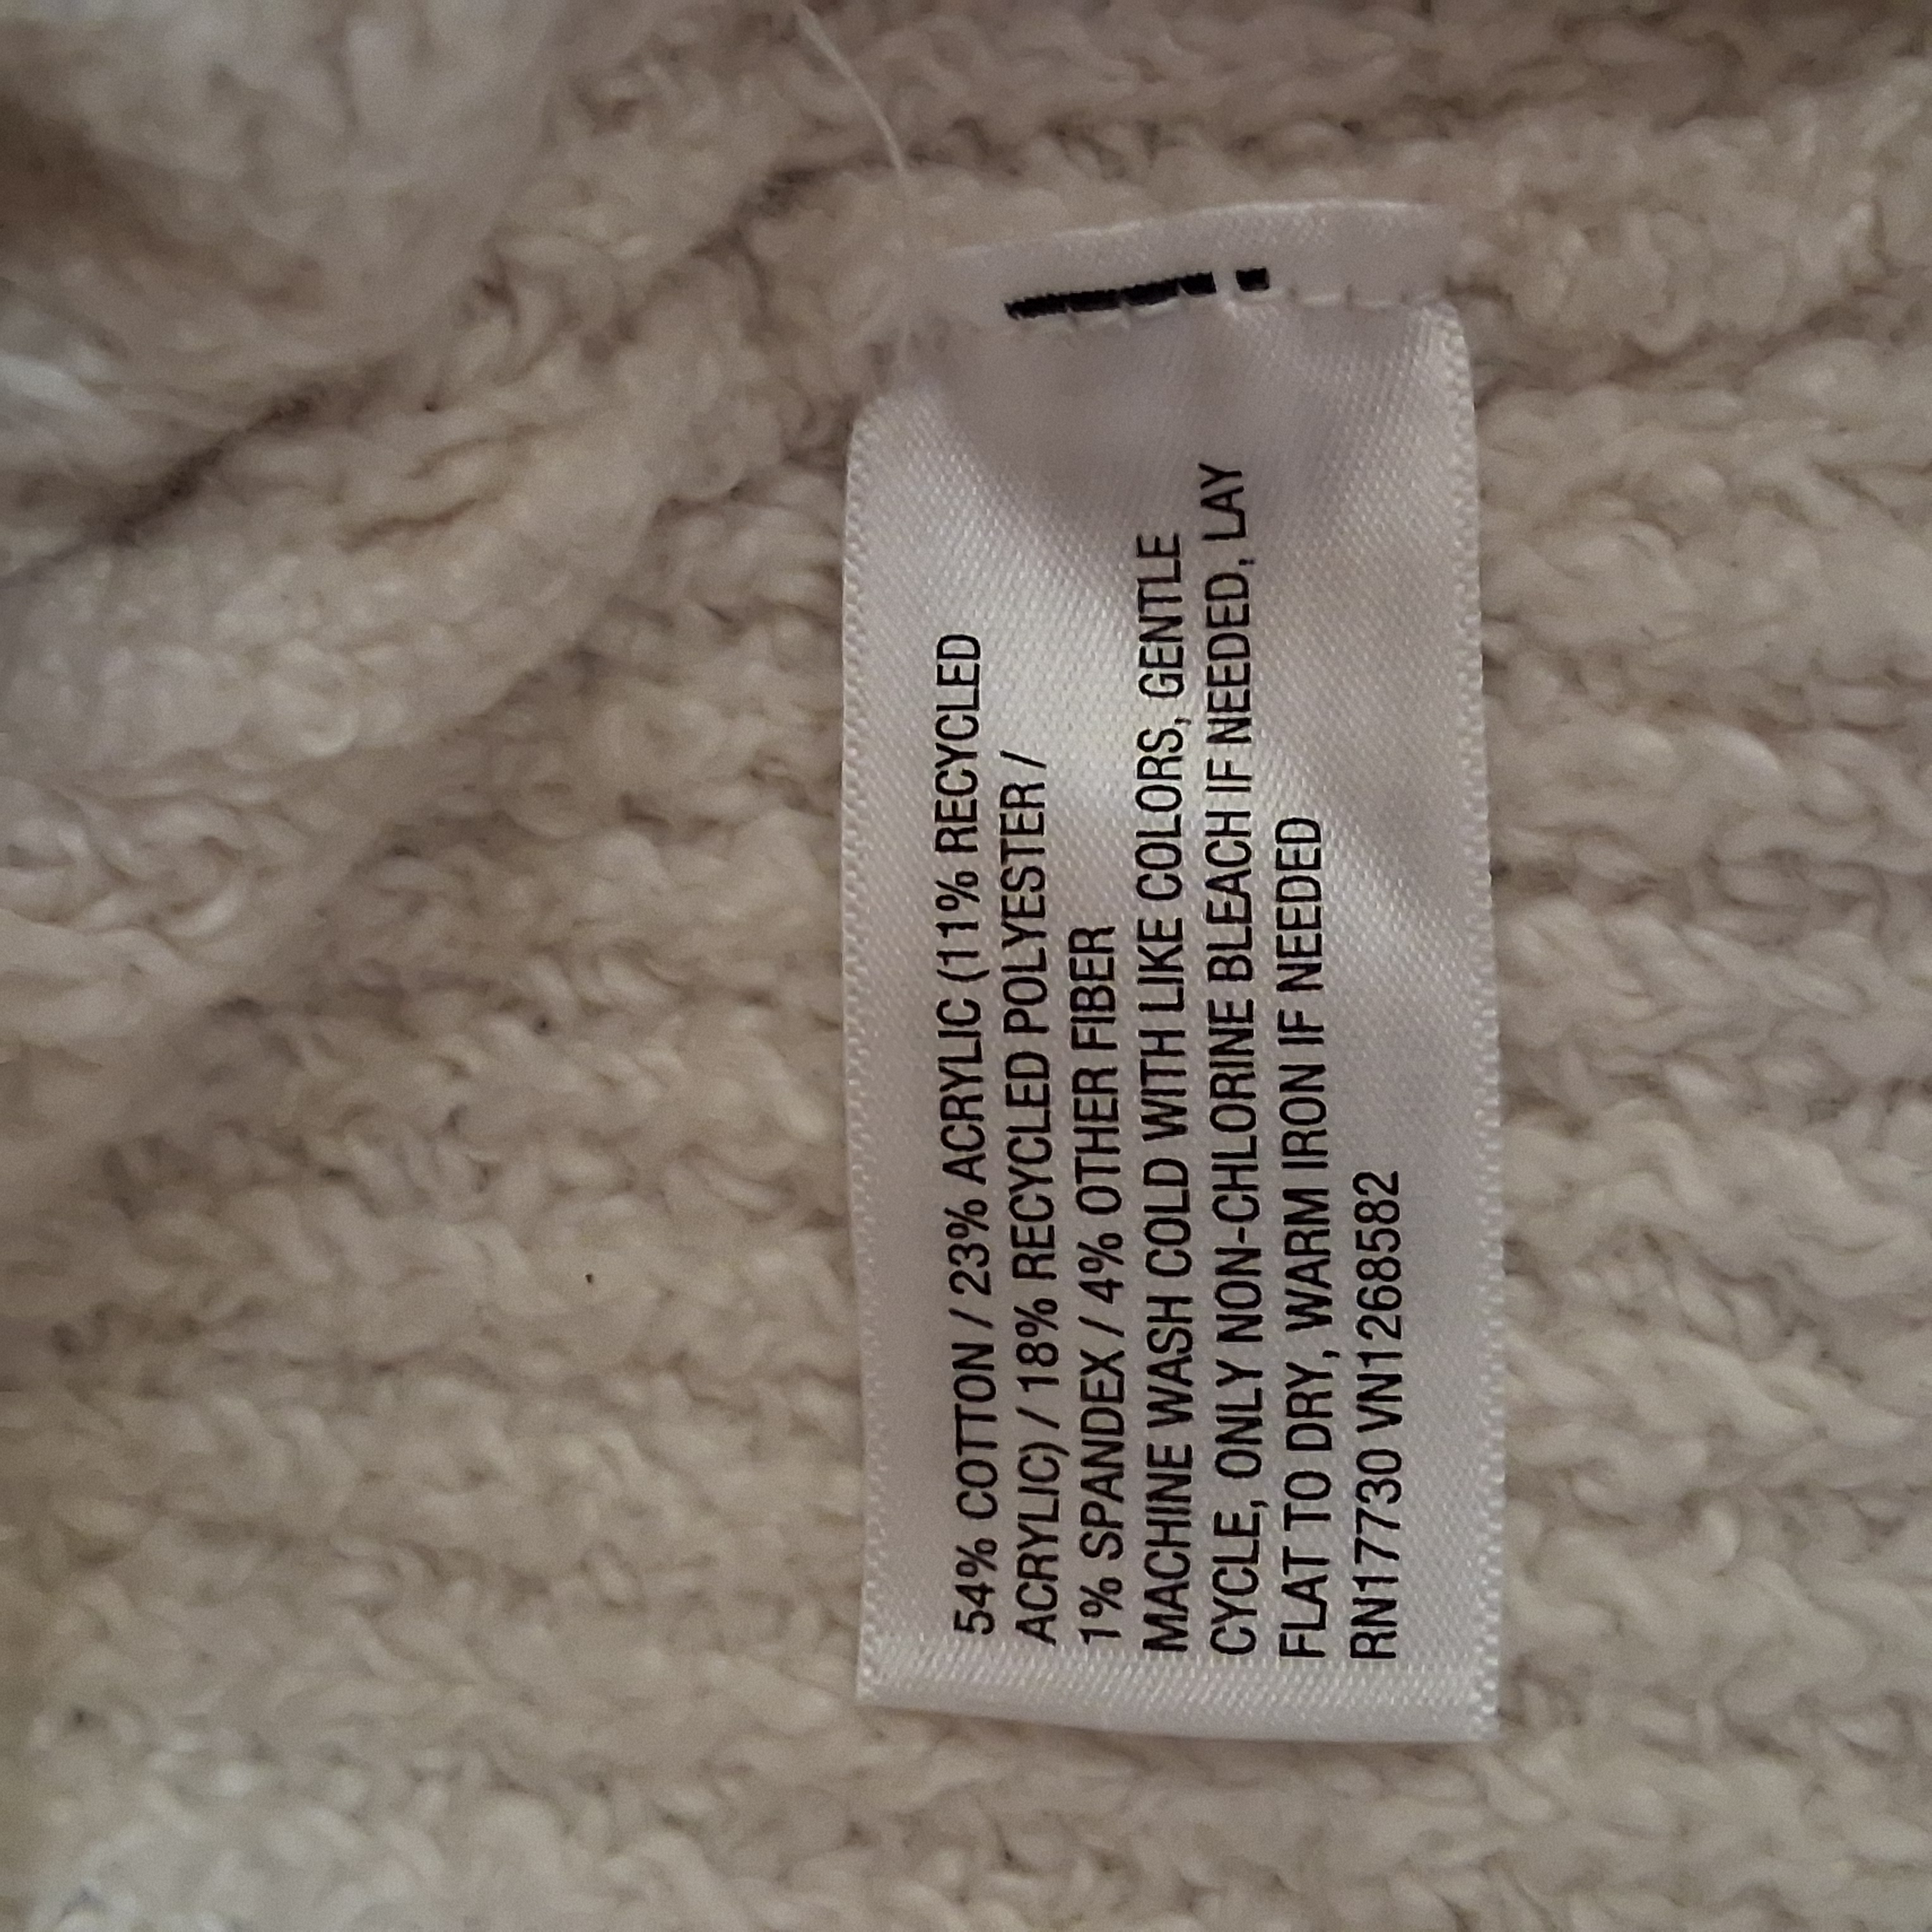 54% COTTON / 23% ACRYLIC (11% RECYCLED
ACRYLIC) / 18% RECYCLED POLYESTER /
1% SPANDEX / 4% OTHER FIBER
MACHINE WASH COLD WITH LIKE COLORS, GENTLE
CYCLE, ONLY NON-CHLORINE BLEACH IF NEEDED, LAY
FLAT TO DRY, WARM IRON IF NEEDED
RN17730 VN1268582